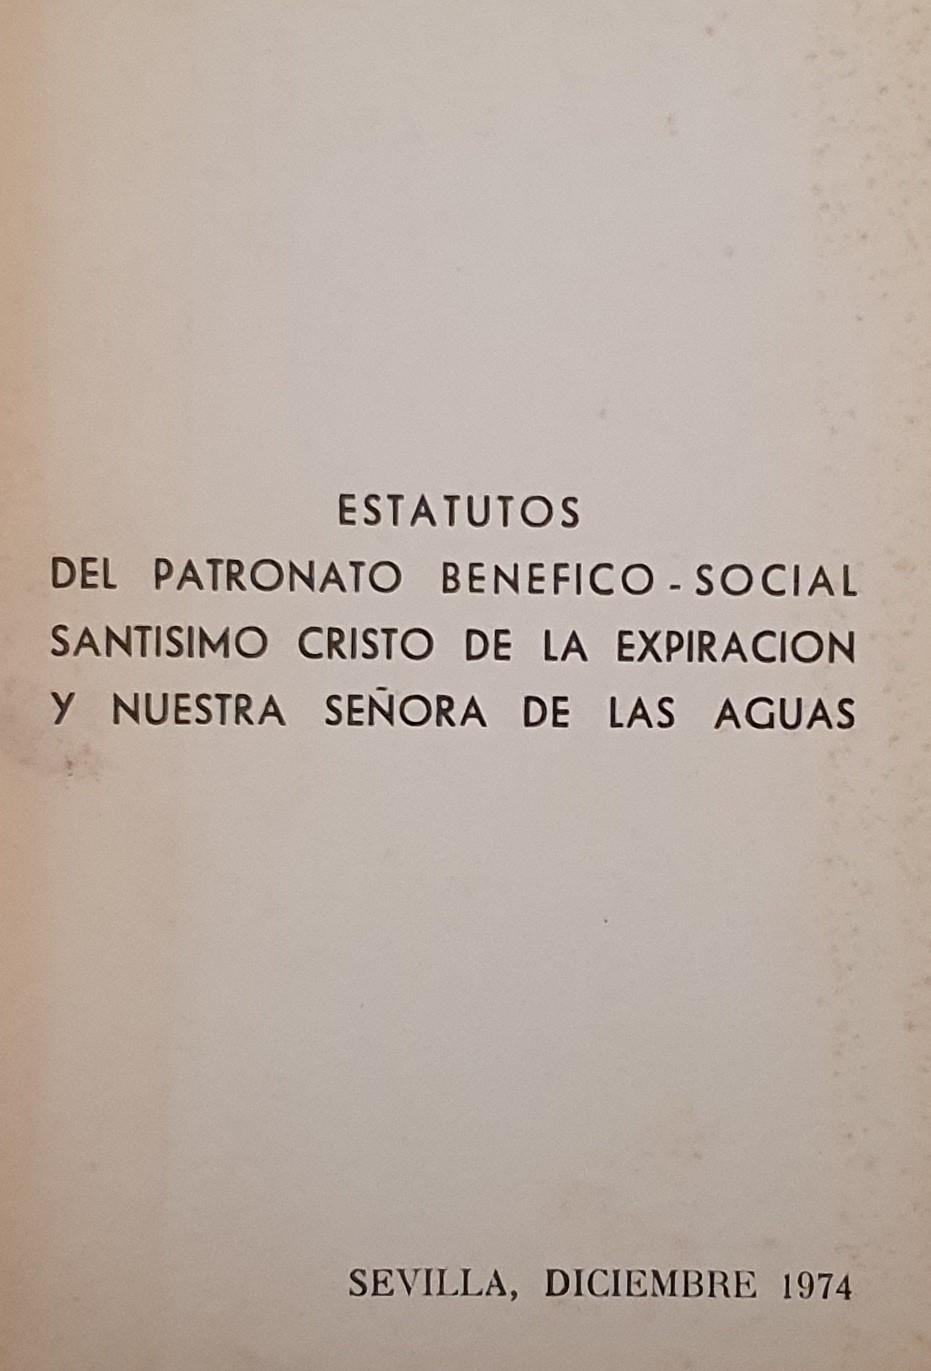 ESTATUTOS
DEL PATRONATO BENEFICO - SOCIAL
SANTISIMO CRISTO DE LA EXPIRACION
Y NUESTRA SEÑORA DE LAS AGUAS
SEVILLA, DICIEMBRE 1974